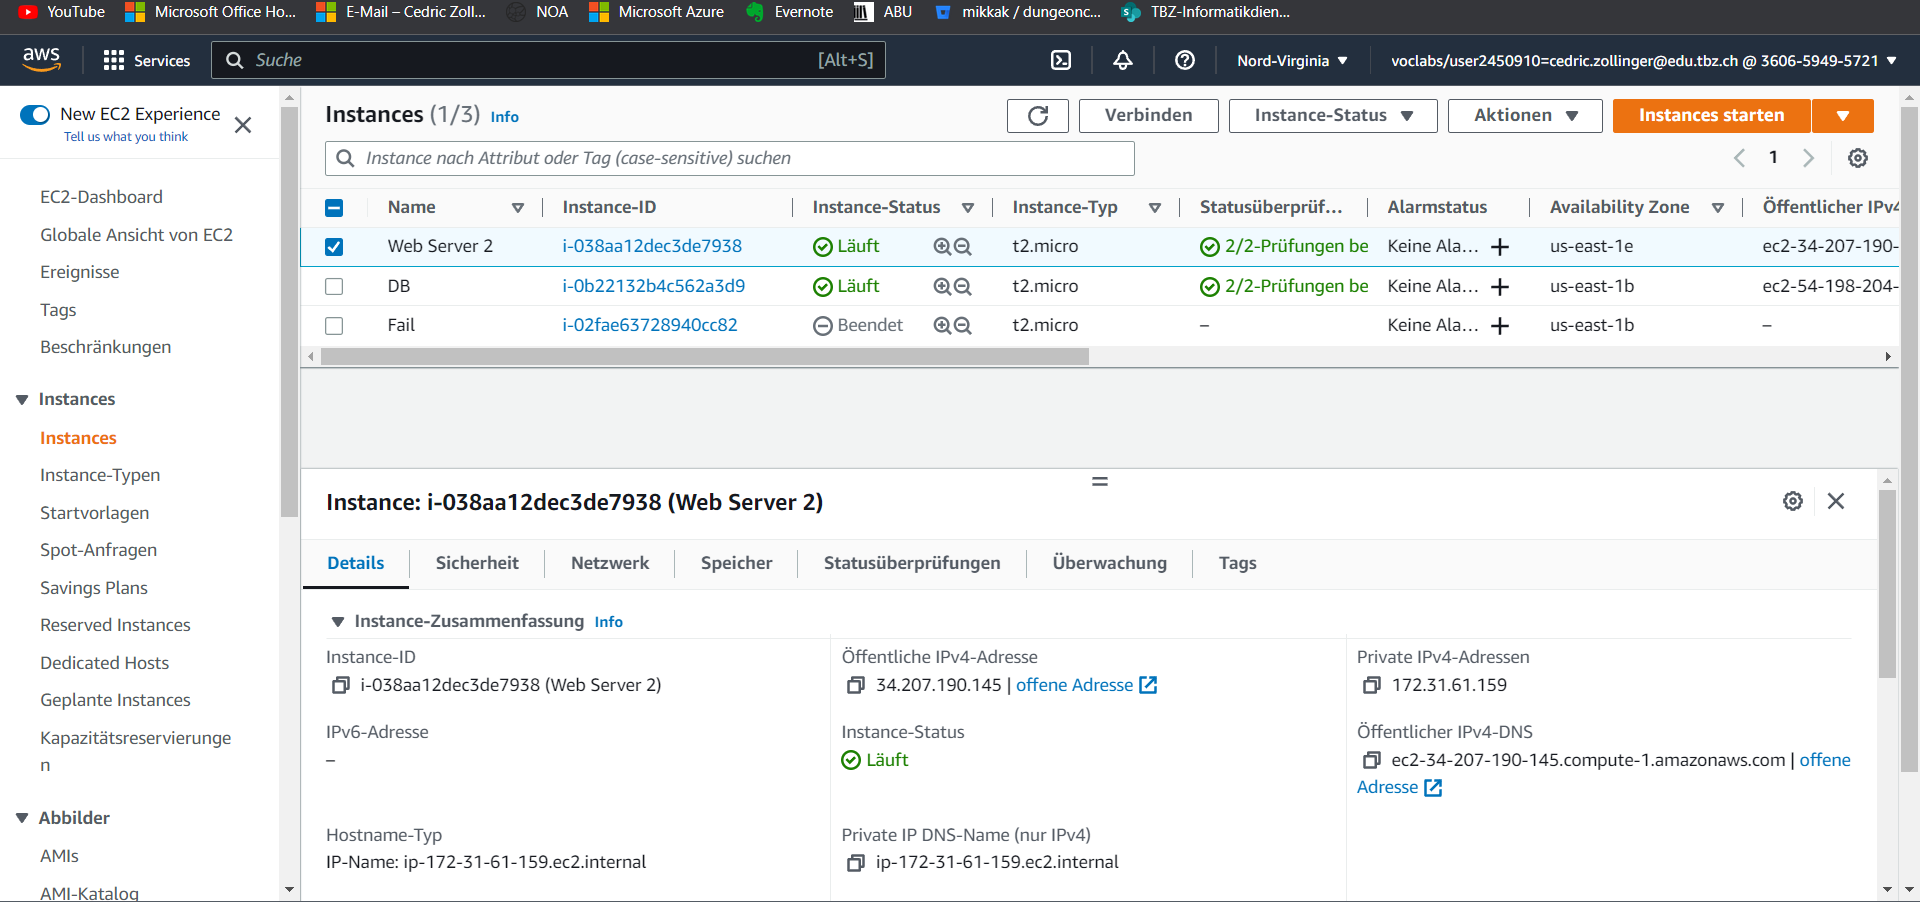 YouTube Microsoft Office Ho... E-Mail – Cedric Zoll... NOA Microsoft Azure Evernote ABU mikkak / dungeonc... TBZ-Informatikdien...
aws Services Suche [Alt+S] Nord-Virginia voclabs/user2450910=cedric.zollinger@edu.tbz.ch @ 3606-5949-5721
New EC2 Experience
Tell us what you think
EC2-Dashboard
Globale Ansicht von EC2
Ereignisse
Tags
Beschränkungen
Instances
Instances
Instance-Typen
Startvorlagen
Spot-Anfragen
Savings Plans
Reserved Instances
Dedicated Hosts
Geplante Instances
Kapazitätsreservierunge
n
Abbilder
AMIs
AMI-Katalog
Instances (1/3) Info Verbinden Instance-Status Aktionen Instances starten
Instance nach Attribut oder Tag (case-sensitive) suchen 1
Name Instance-ID Instance-Status Instance-Typ Statusüberprüf... Alarmstatus Availability Zone Öffentlicher IPv4
Web Server 2 i-038aa12dec3de7938 Läuft t2.micro 2/2-Prüfungen be Keine Ala... us-east-1e ec2-34-207-190-
DB i-0b22132b4c562a3d9 Läuft t2.micro 2/2-Prüfungen be Keine Ala... us-east-1b ec2-54-198-204-
Fail i-02fae63728940cc82 Beendet t2.micro – Keine Ala... us-east-1b –
Instance: i-038aa12dec3de7938 (Web Server 2)
Details Sicherheit Netzwerk Speicher Statusüberprüfungen Überwachung Tags
Instance-Zusammenfassung Info
Instance-ID
i-038aa12dec3de7938 (Web Server 2)
Öffentliche IPv4-Adresse
34.207.190.145 | offene Adresse
Private IPv4-Adressen
172.31.61.159
IPv6-Adresse
–
Instance-Status
Läuft
Öffentlicher IPv4-DNS
ec2-34-207-190-145.compute-1.amazonaws.com | offene
Adresse
Hostname-Typ
IP-Name: ip-172-31-61-159.ec2.internal
Private IP DNS-Name (nur IPv4)
ip-172-31-61-159.ec2.internal